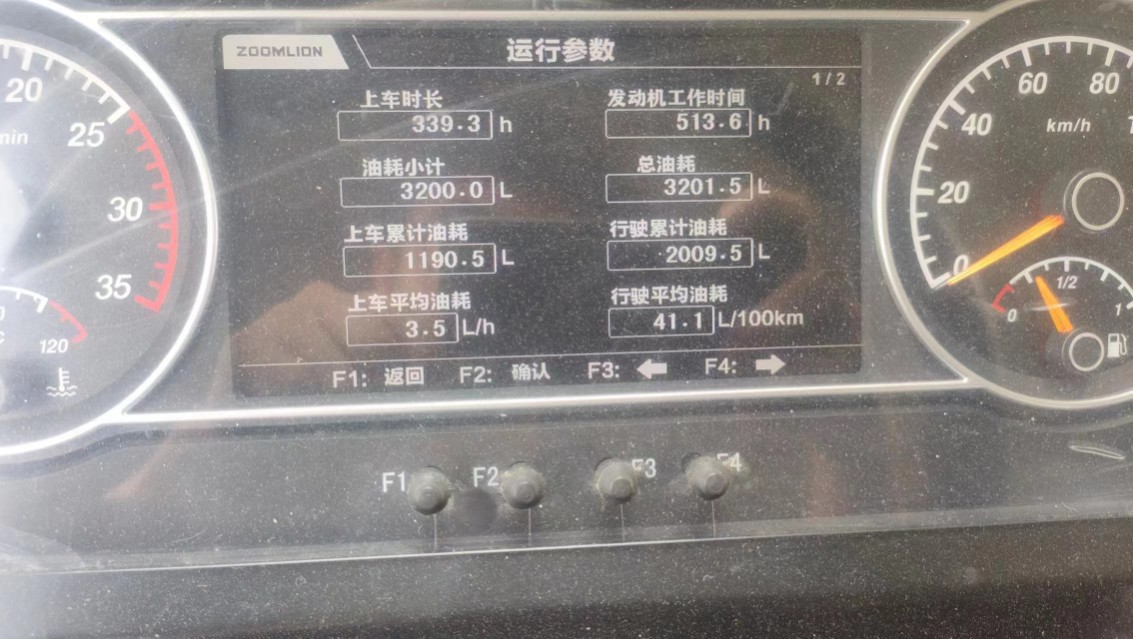 ZOOMLION 运行参数
1/2
上车时长 发动机工作时间
339.3 h 513.6 h
油耗小计 总油耗
3200.0 L 3201.5 L
上车累计油耗 行驶累计油耗
1190.5 L 2009.5 L
上车平均油耗 行驶平均油耗
3.5 L/h 41.1 L/100km
F1: 返回 F2: 确认 F3: ← F4: →
F1 F2 F3 F4
20
min
25
30
35
120
60
80
40
km/h
20
0
1/2
0
1